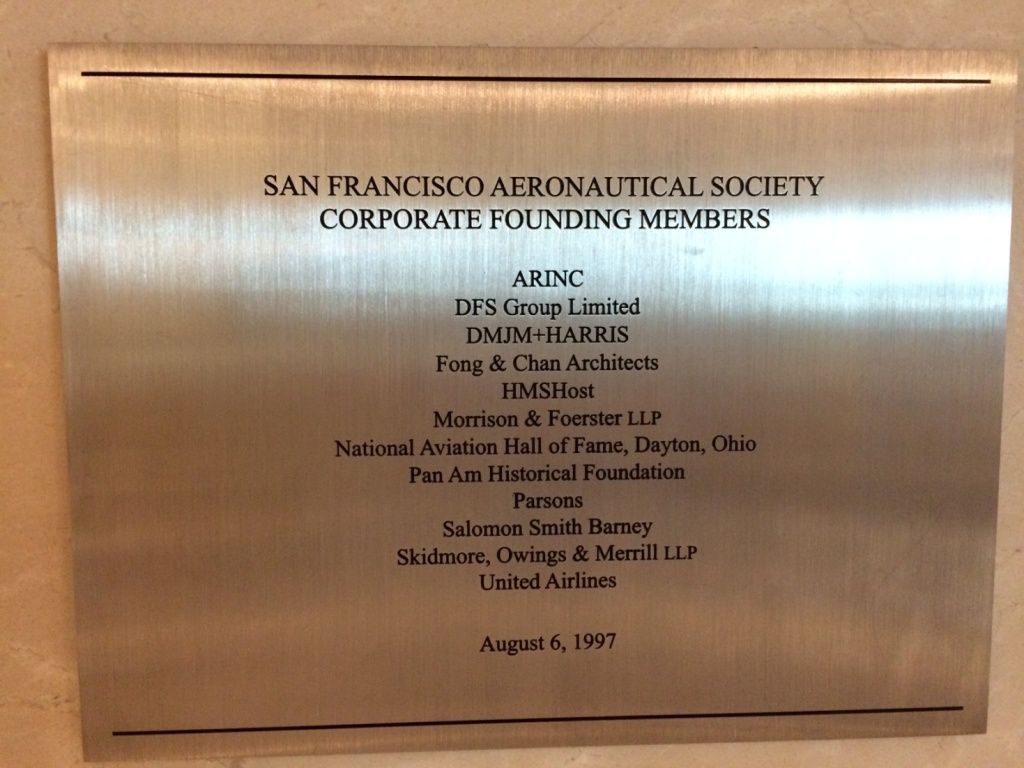 SAN FRANCISCO AERONAUTICAL SOCIETY
CORPORATE FOUNDING MEMBERS
ARINC
DFS Group Limited
DMJM+HARRIS
Fong & Chan Architects
HMSHost
Morrison & Foerster LLP
National Aviation Hall of Fame, Dayton, Ohio
Pan Am Historical Foundation
Parsons
Salomon Smith Barney
Skidmore, Owings & Merrill LLP
United Airlines
August 6, 1997